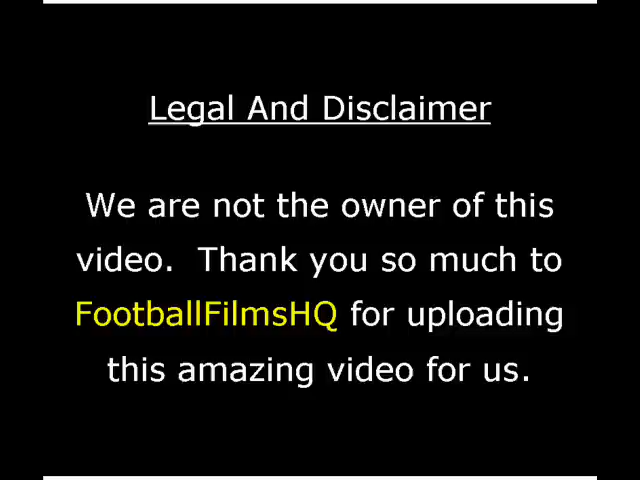 Legal And Disclaimer
We are not the owner of this
video.  Thank you so much to
FootballFilmsHQ for uploading
this amazing video for us.